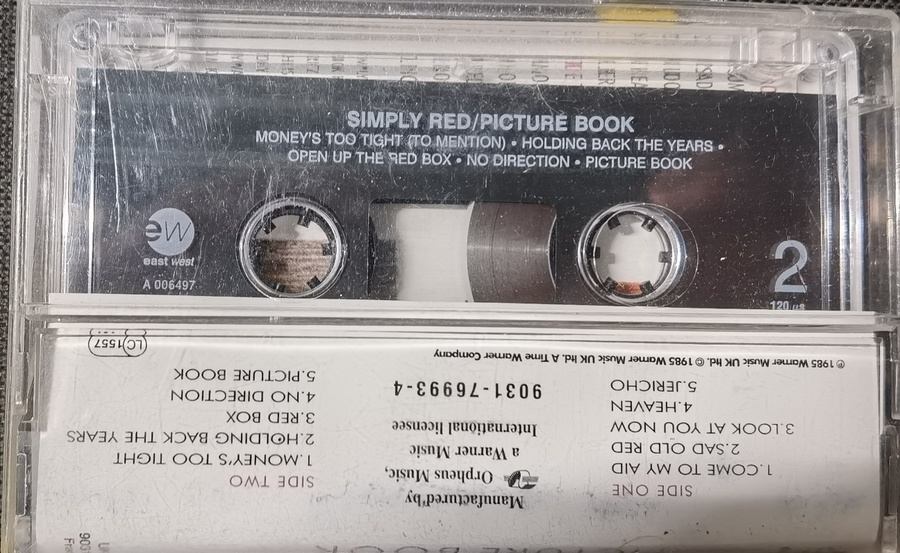 SIMPLY RED/PICTURE BOOK
MONEY'S TOO TIGHT (TO MENTION) • HOLDING BACK THE YEARS •
OPEN UP THE RED BOX • NO DIRECTION • PICTURE BOOK
ew
east west
A 006497
2
120 µs
SIDE ONE
1.COME TO MY AID
2.SAD OLD RED
3.LOOK AT YOU NOW
4.HEAVEN
5.JERICHO
Manufactured by
Orpheus Music,
a Warner Music
International licensee
9031-76993-4
SIDE TWO
1.MONEY'S TOO TIGHT
2.HOLDING BACK THE YEARS
3.RED BOX
4.NO DIRECTION
5.PICTURE BOOK
℗ 1985 Warner Music UK ltd. © 1985 Warner Music UK ltd. A Time Warner Company
LC 1557